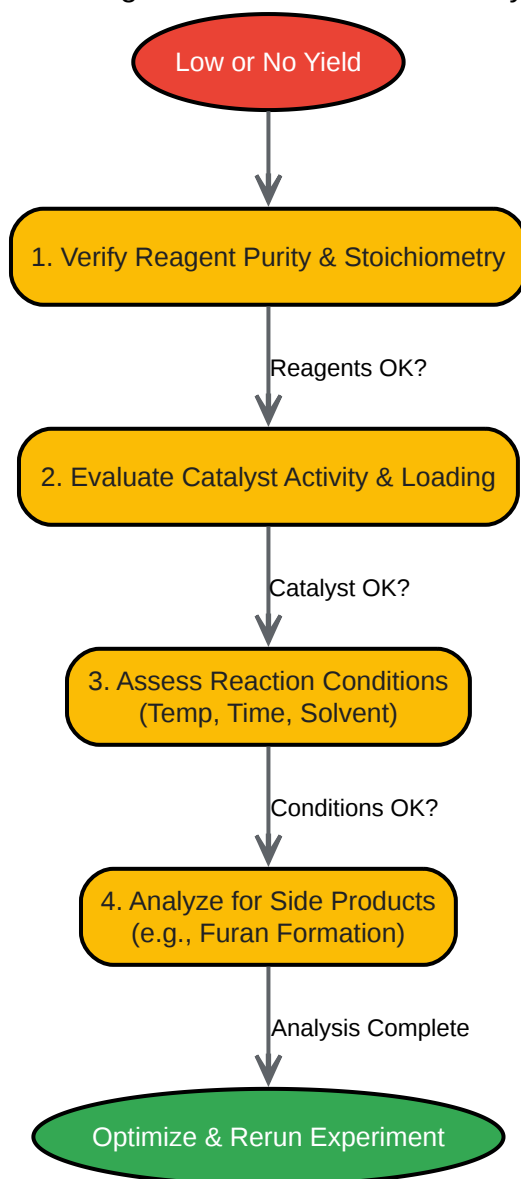 Low or No Yield
1. Verify Reagent Purity & Stoichiometry
Reagents OK?
2. Evaluate Catalyst Activity & Loading
Catalyst OK?
3. Assess Reaction Conditions
(Temp, Time, Solvent)
Conditions OK?
4. Analyze for Side Products
(e.g., Furan Formation)
Analysis Complete
Optimize & Rerun Experiment